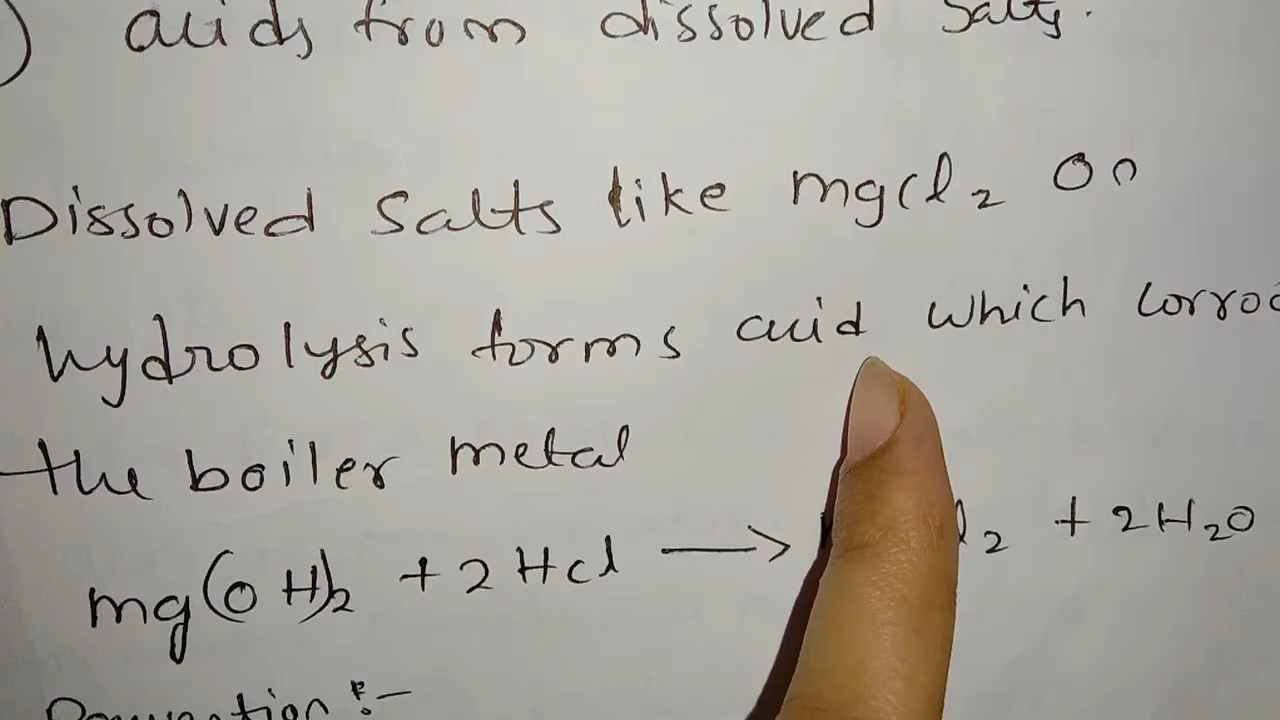 ) acids from dissolved salts.
Dissolved Salts like mgcl₂ On
hydrolysis forms acid which
the boiler metal
mg(OH)₂ + 2HCl → l₂ + 2H₂O
:-